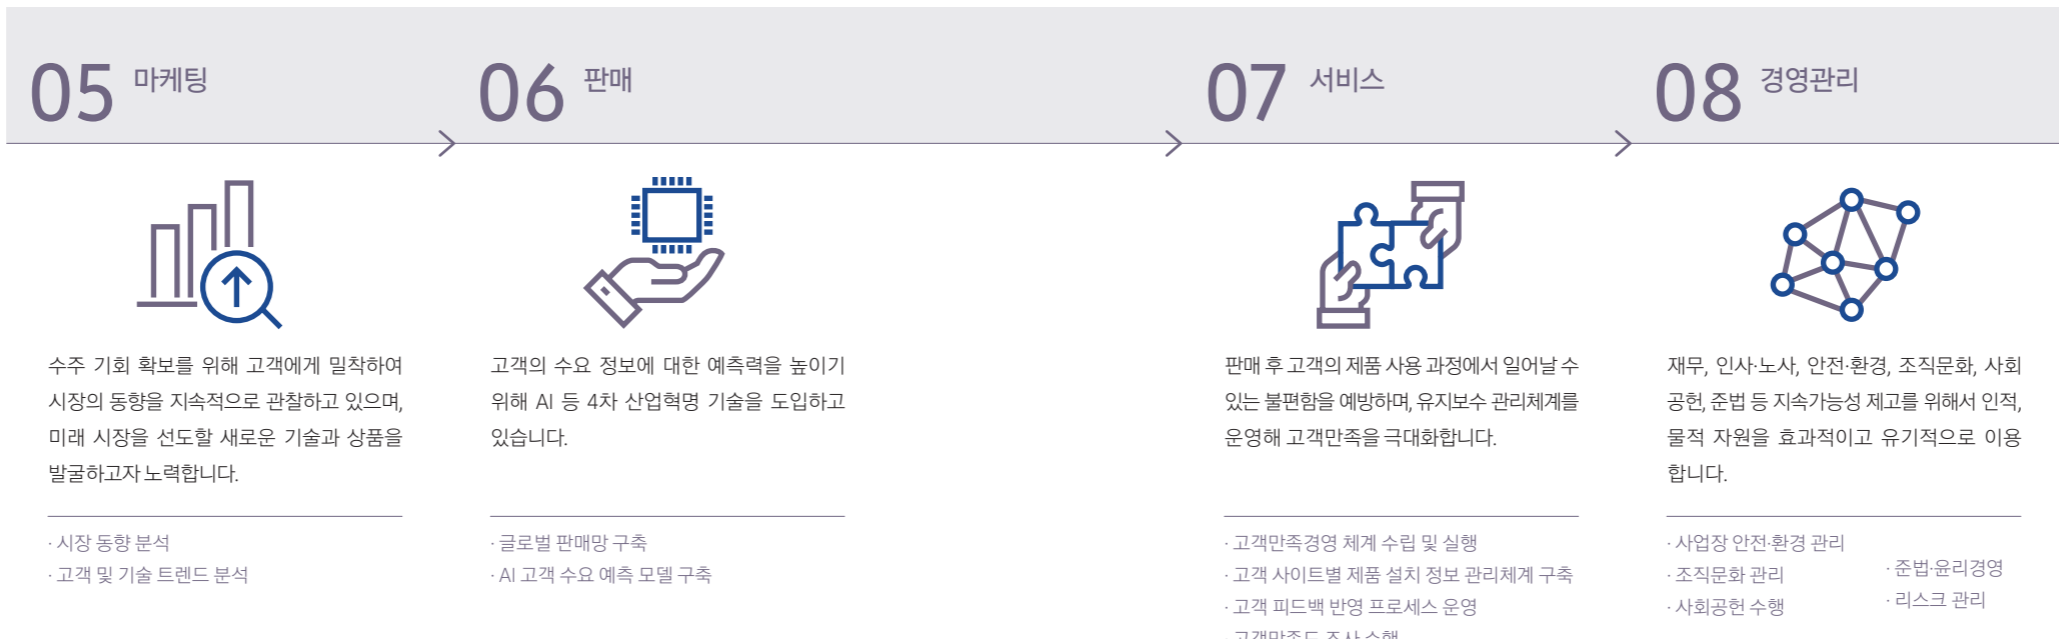 05 마케팅
수주 기회 확보를 위해 고객에게 밀착하여
시장의 동향을 지속적으로 관찰하고 있으며,
미래 시장을 선도할 새로운 기술과 상품을
발굴하고자 노력합니다.
· 시장 동향 분석
· 고객 및 기술 트렌드 분석
06 판매
고객의 수요 정보에 대한 예측력을 높이기
위해 AI 등 4차 산업혁명 기술을 도입하고
있습니다.
· 글로벌 판매망 구축
· AI 고객 수요 예측 모델 구축
07 서비스
판매 후 고객의 제품 사용 과정에서 일어날 수
있는 불편함을 예방하며, 유지보수 관리체계를
운영해 고객만족을 극대화합니다.
· 고객만족경영 체계 수립 및 실행
· 고객 사이트별 제품 설치 정보 관리체계 구축
· 고객 피드백 반영 프로세스 운영
· 고객만족도 조사 수행
08 경영관리
재무, 인사·노사, 안전·환경, 조직문화, 사회
공헌, 준법 등 지속가능성 제고를 위해서 인적,
물적 자원을 효과적이고 유기적으로 이용
합니다.
· 사업장 안전·환경 관리
· 조직문화 관리
· 사회공헌 수행
· 준법·윤리경영
· 리스크 관리